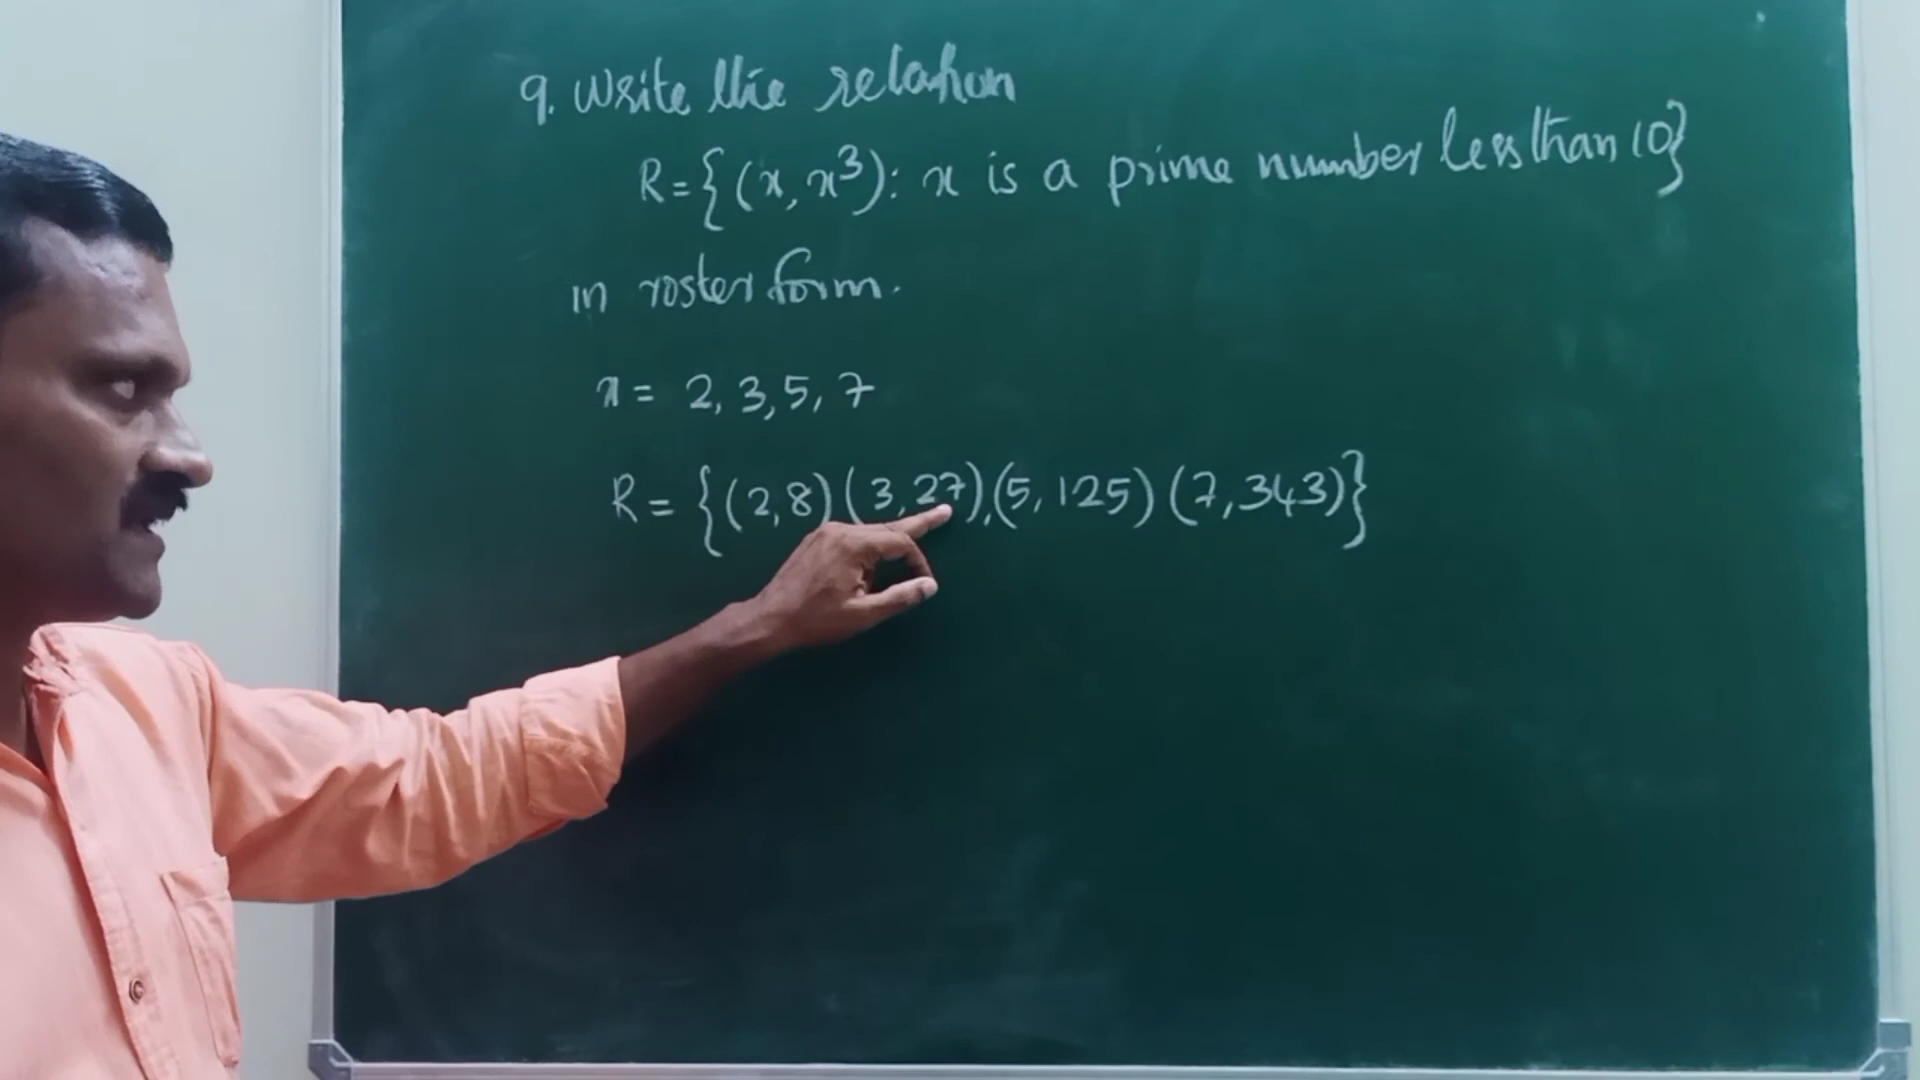 9. Write the relation
R = {(x, x³): x is a prime number less than 10}
in roster form.
x = 2, 3, 5, 7
R = {(2,8) (3,27), (5,125) (7,343)}